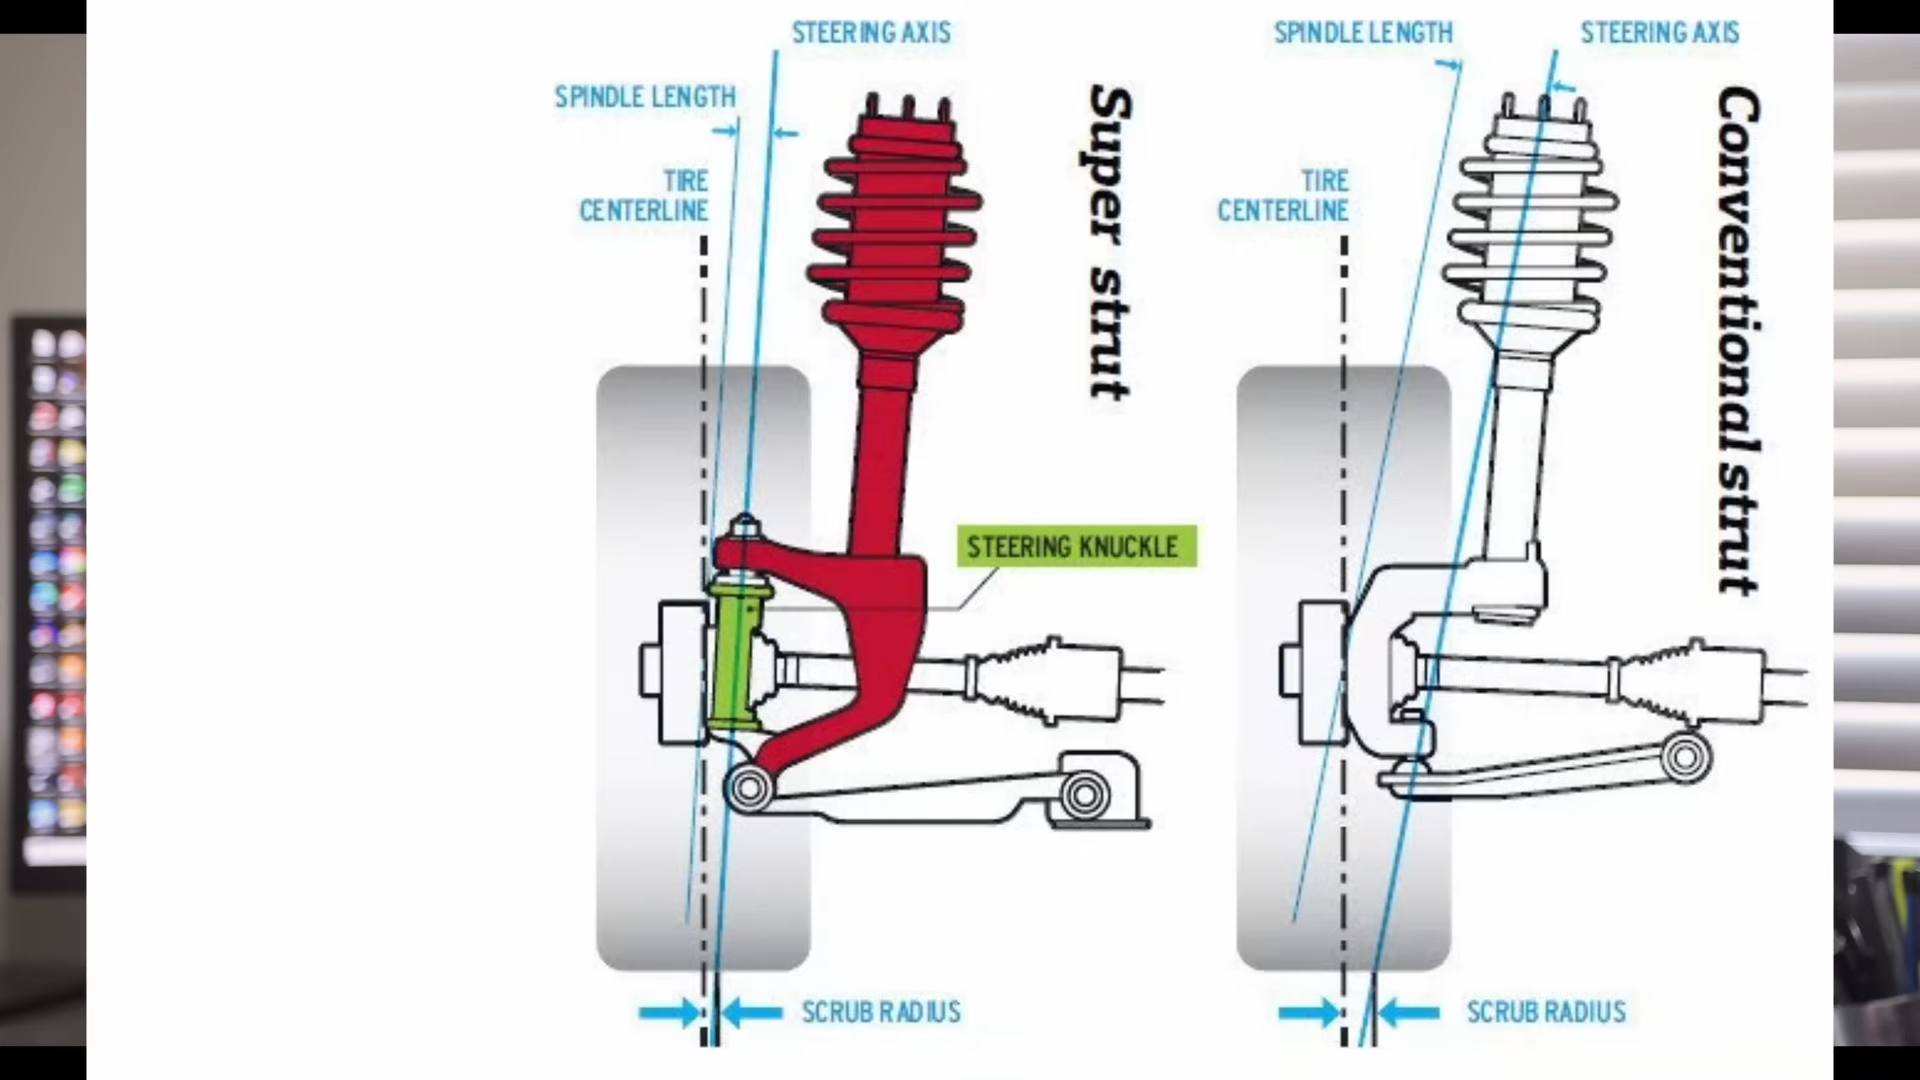 STEERING AXIS
SPINDLE LENGTH
TIRE
CENTERLINE
Super strut
STEERING KNUCKLE
SCRUB RADIUS
SPINDLE LENGTH
STEERING AXIS
TIRE
CENTERLINE
Conventional strut
SCRUB RADIUS